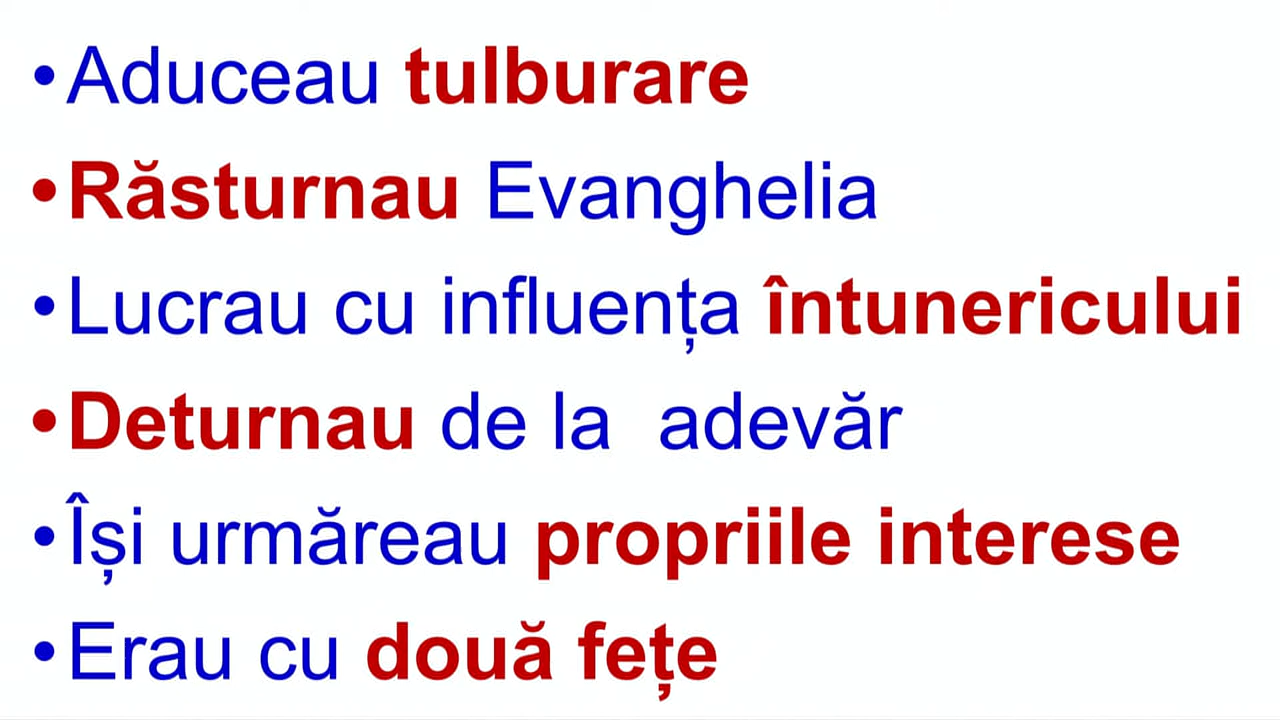 •Aduceau tulburare
•Răsturnau Evanghelia
•Lucrau cu influența întunericului
•Deturnau de la  adevăr
•Își urmăreau propriile interese
•Erau cu două fețe